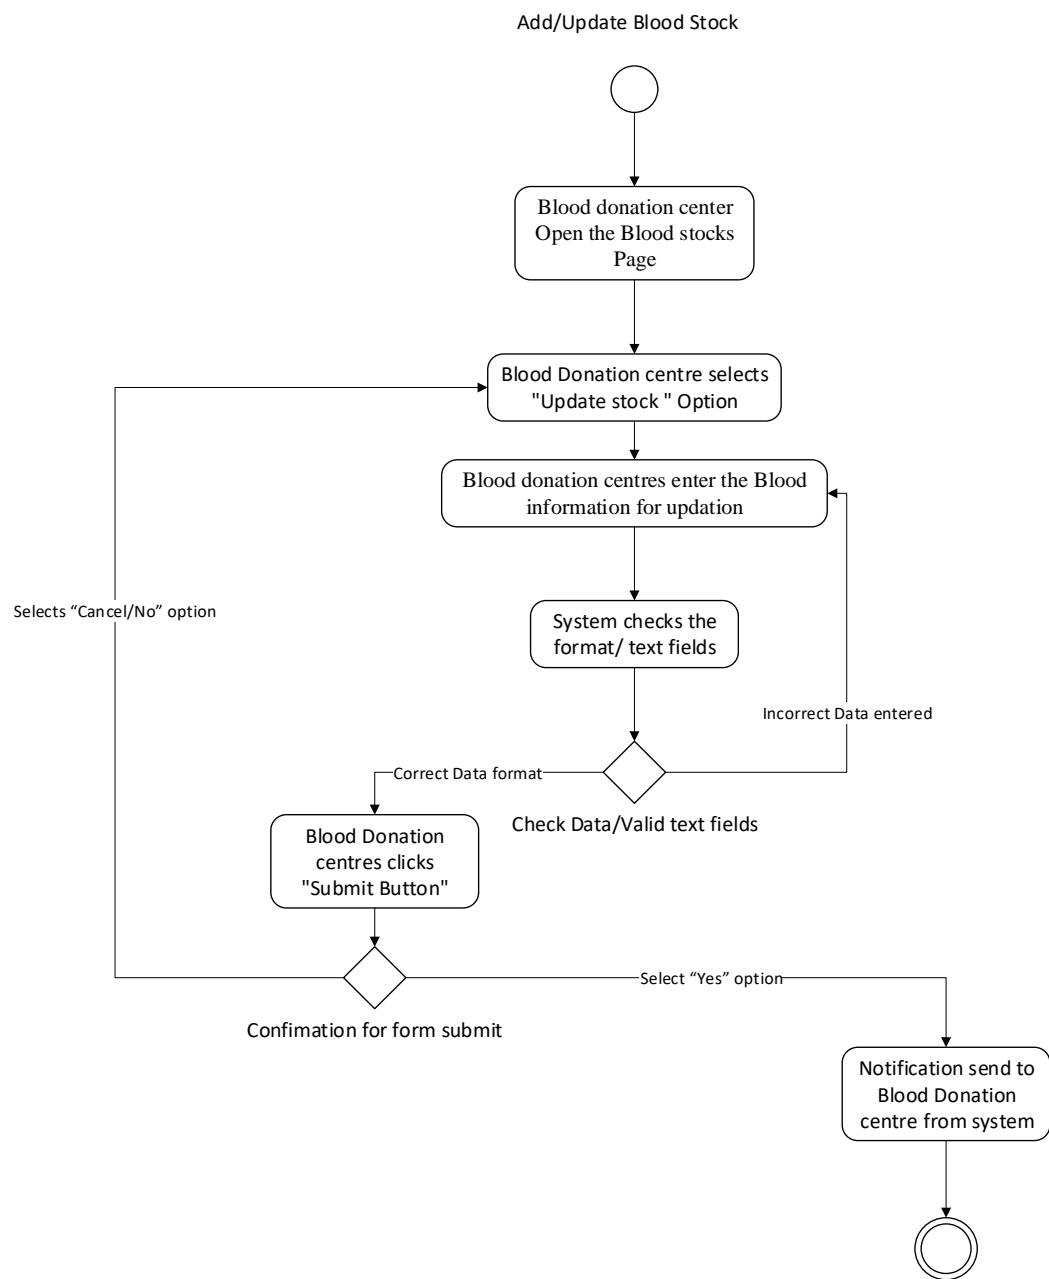 Add/Update Blood Stock
Blood donation center
Open the Blood stocks
Page
Blood Donation centre selects
"Update stock " Option
Blood donation centres enter the Blood
information for updation
Selects “Cancel/No” option
System checks the
format/ text fields
Incorrect Data entered
Correct Data format
Check Data/Valid text fields
Blood Donation
centres clicks
"Submit Button"
Select “Yes” option
Confimation for form submit
Notification send to
Blood Donation
centre from system